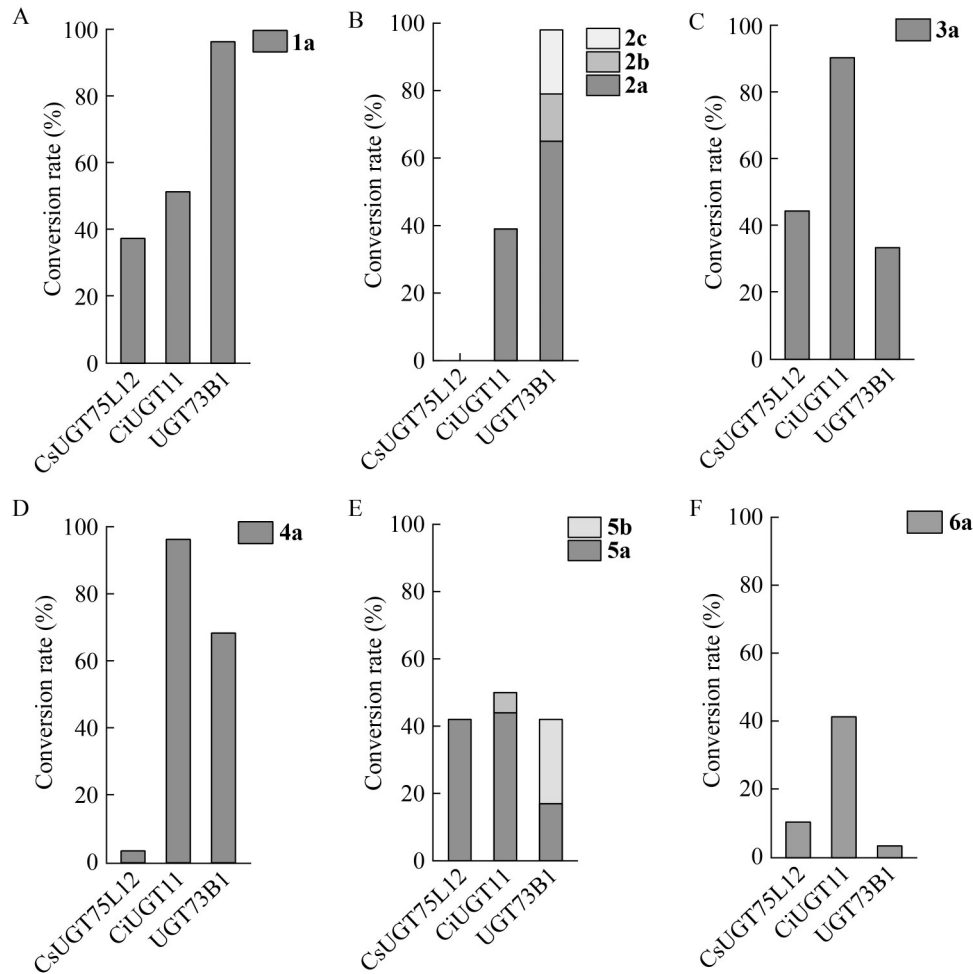 A
Conversion rate (%)
100
80
60
40
20
0
1a
CsUGT75L12
CiUGT11
UGT73B1
B
Conversion rate (%)
100
80
60
40
20
0
2c
2b
2a
CsUGT75L12
CiUGT11
UGT73B1
C
Conversion rate (%)
100
80
60
40
20
0
3a
CsUGT75L12
CiUGT11
UGT73B1
D
Conversion rate (%)
100
80
60
40
20
0
4a
CsUGT75L12
CiUGT11
UGT73B1
E
Conversion rate (%)
100
80
60
40
20
0
5b
5a
CsUGT75L12
CiUGT11
UGT73B1
F
Conversion rate (%)
100
80
60
40
20
0
6a
CsUGT75L12
CiUGT11
UGT73B1